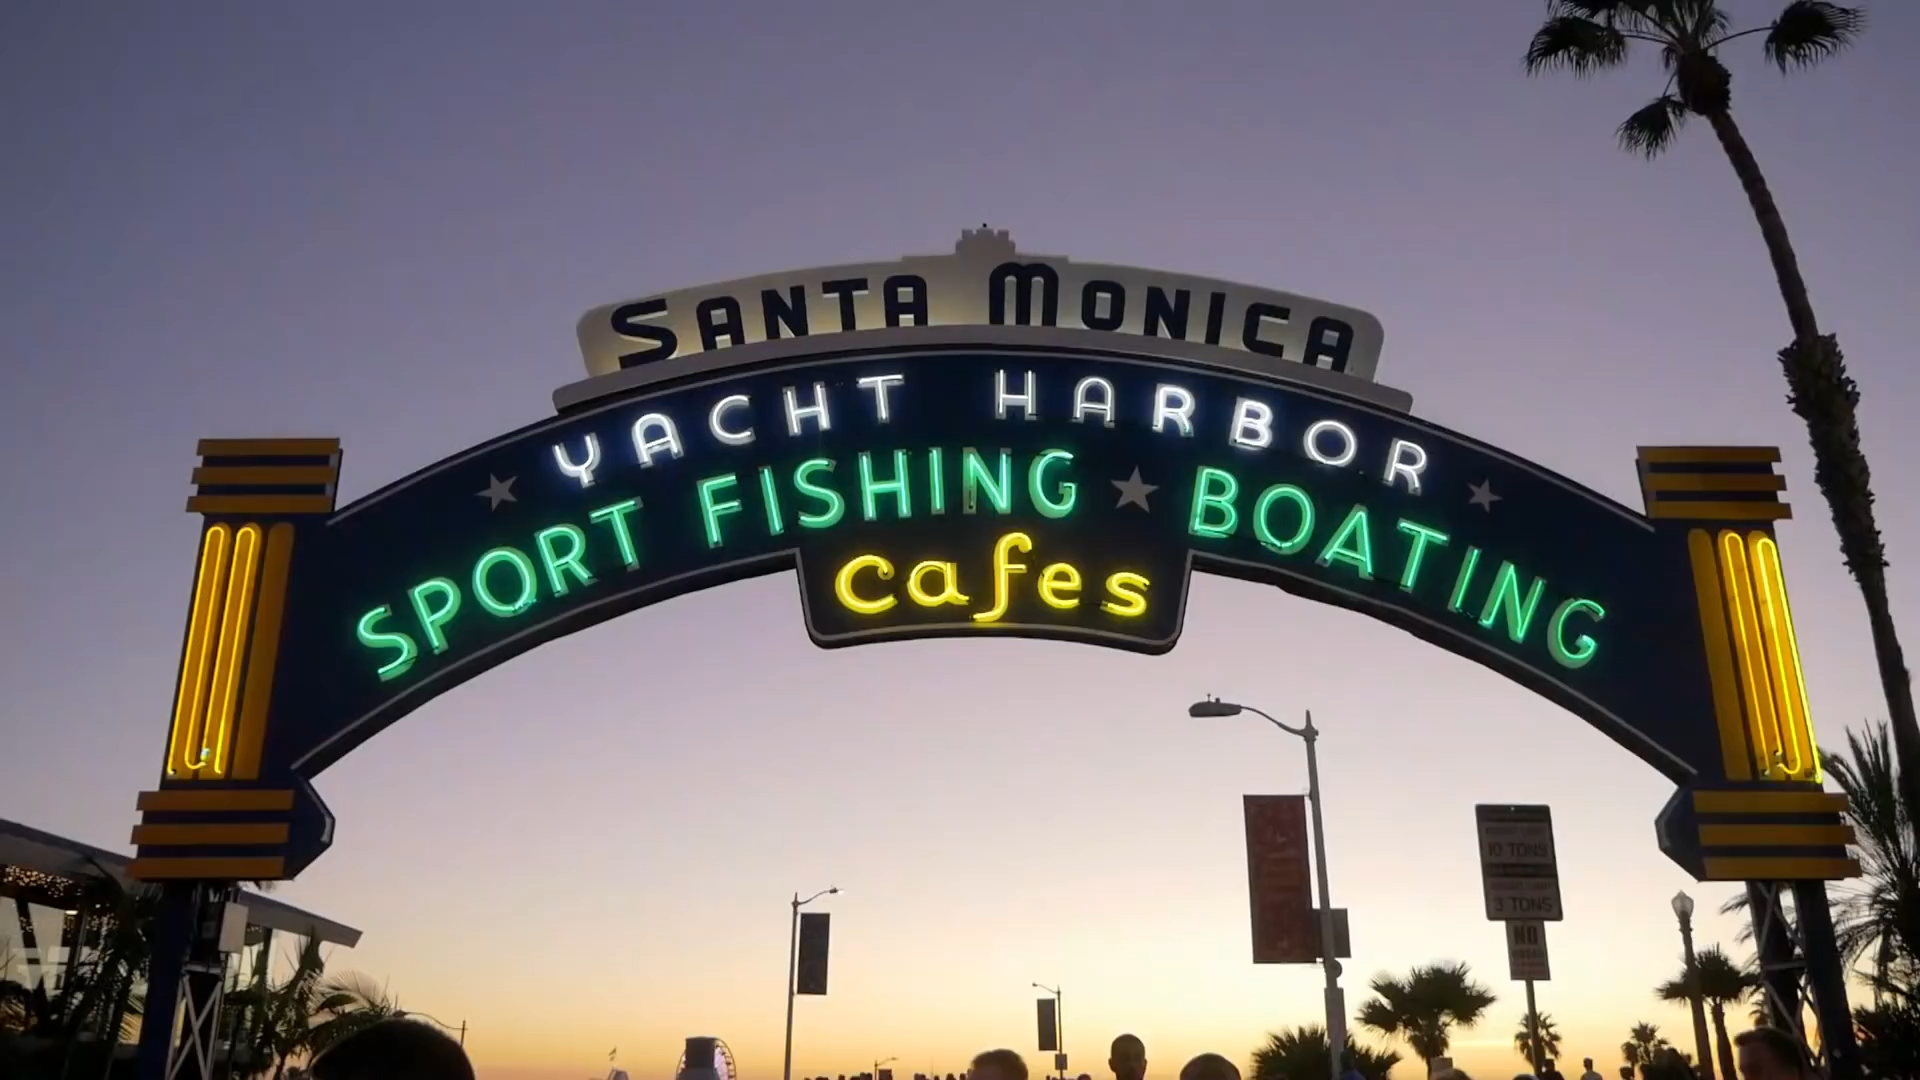 SANTA MONICA
YACHT HARBOR
SPORT FISHING ★ BOATING
cafes
10 TONS
3 TONS
NO